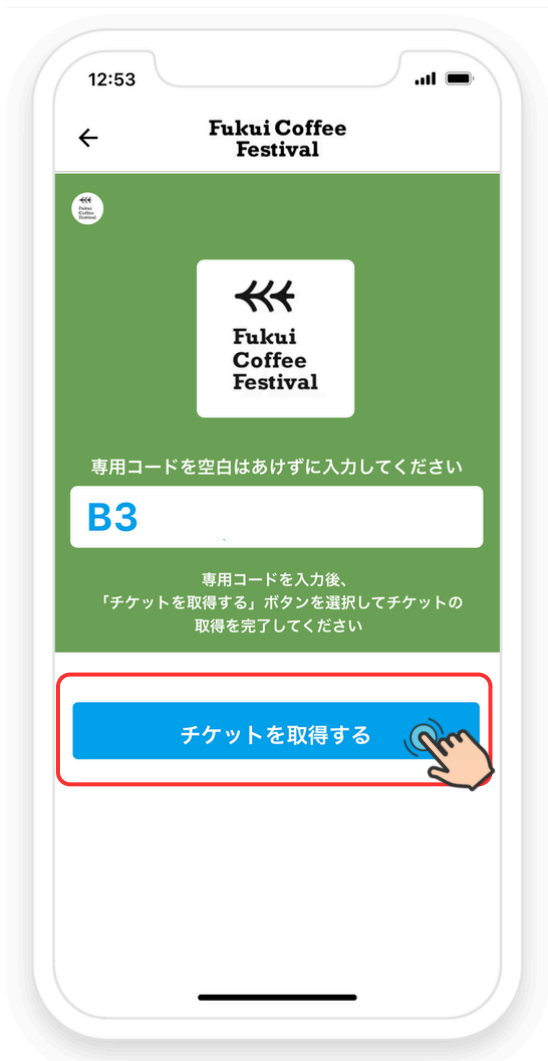 12:53
Fukui Coffee
Festival
Fukui
Coffee
Festival
Fukui
Coffee
Festival
専用コードを空白はあけずに入力してください
B3
専用コードを入力後、
「チケットを取得する」ボタンを選択してチケットの
取得を完了してください
チケットを取得する